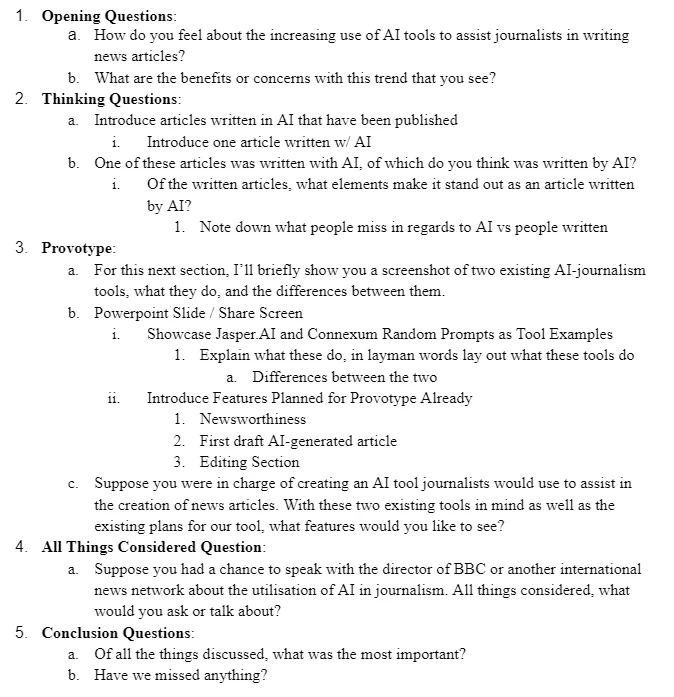 1. Opening Questions:
a. How do you feel about the increasing use of AI tools to assist journalists in writing
news articles?
b. What are the benefits or concerns with this trend that you see?
2. Thinking Questions:
a. Introduce articles written in AI that have been published
i. Introduce one article written w/ AI
b. One of these articles was written with AI, of which do you think was written by AI?
i. Of the written articles, what elements make it stand out as an article written
by AI?
1. Note down what people miss in regards to AI vs people written
3. Provotype:
a. For this next section, I'll briefly show you a screenshot of two existing AI-journalism
tools, what they do, and the differences between them.
b. Powerpoint Slide / Share Screen
i. Showcase Jasper.AI and Connexum Random Prompts as Tool Examples
1. Explain what these do, in layman words lay out what these tools do
a. Differences between the two
ii. Introduce Features Planned for Provotype Already
1. Newsworthiness
2. First draft AI-generated article
3. Editing Section
c. Suppose you were in charge of creating an AI tool journalists would use to assist in
the creation of news articles. With these two existing tools in mind as well as the
existing plans for our tool, what features would you like to see?
4. All Things Considered Question:
a. Suppose you had a chance to speak with the director of BBC or another international
news network about the utilisation of AI in journalism. All things considered, what
would you ask or talk about?
5. Conclusion Questions:
a. Of all the things discussed, what was the most important?
b. Have we missed anything?